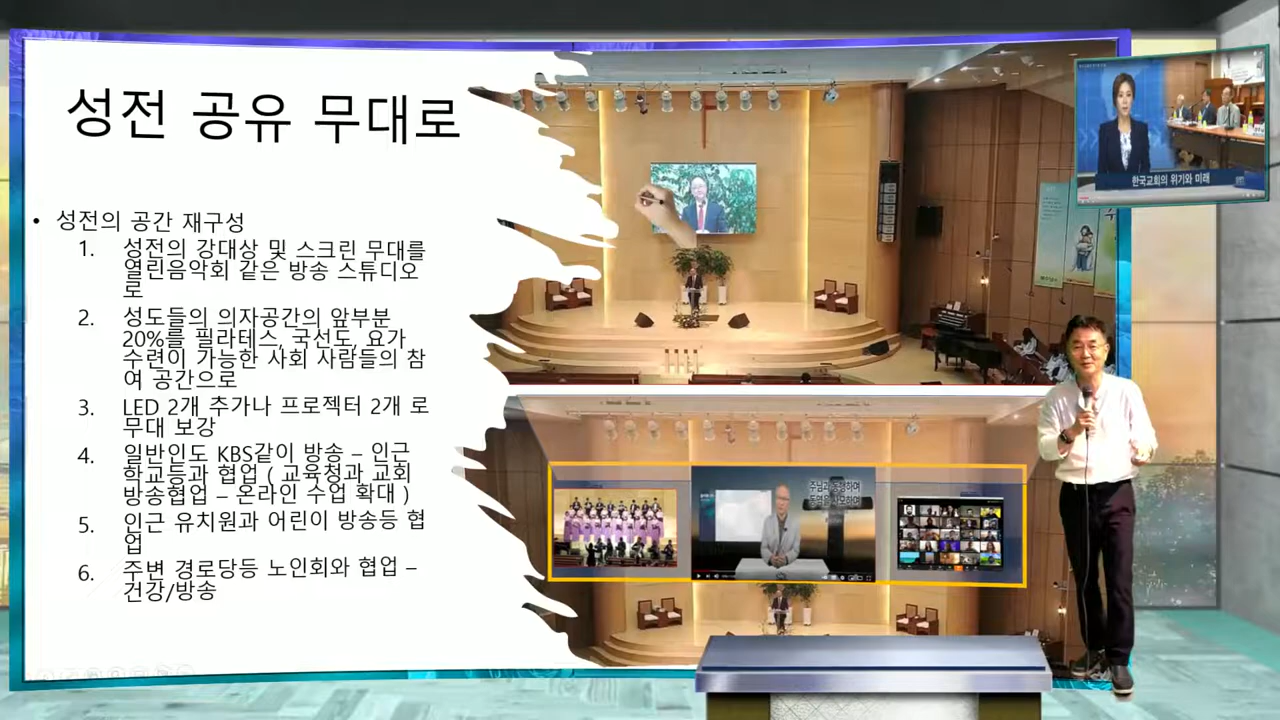 성전 공유 무대로
• 성전의 공간 재구성
1. 성전의 강대상 및 스크린 무대를
열린음악회 같은 방송 스튜디오
로
2. 성도들의 의자공간의 앞부분
20%를 필라테스, 국선도, 요가
수련이 가능한 사회 사람들의 참
여 공간으로
3. LED 2개 추가나 프로젝터 2개 로
무대 보강
4. 일반인도 KBS같이 방송 – 인근
학교등과 협업 ( 교육청과 교회
방송협업 – 온라인 수업 확대 )
5. 인근 유치원과 어린이 방송등 협
업
6. 주변 경로당등 노인회와 협업 –
건강/방송
한국교회의 위기와 미래